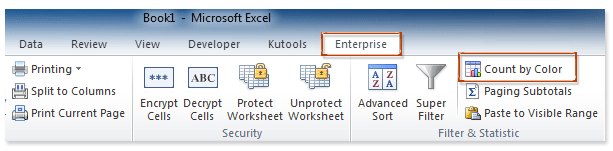 Book1 - Microsoft Excel
Data Review View Developer Kutools Enterprise
Printing
Split to Columns
Print Current Page
*** Encrypt Cells
ABC Decrypt Cells
Protect Worksheet
Unprotect Worksheet
Security
A Z Z A Advanced Sort
Super Filter
Count by Color
Σ Paging Subtotals
Paste to Visible Range
Filter & Statistic